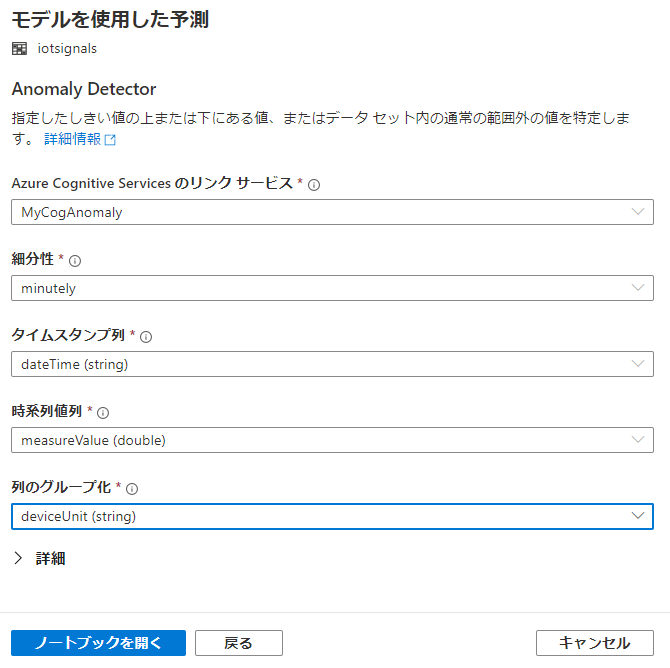 モデルを使用した予測
iotsignals
Anomaly Detector
指定したしきい値の上または下にある値、またはデータ セット内の通常の範囲外の値を特定しま
す。 詳細情報
Azure Cognitive Services のリンク サービス *
MyCogAnomaly
細分性 *
minutely
タイムスタンプ列 *
dateTime (string)
時系列値列 *
measureValue (double)
列のグループ化 *
deviceUnit (string)
詳細
ノートブックを開く 戻る キャンセル